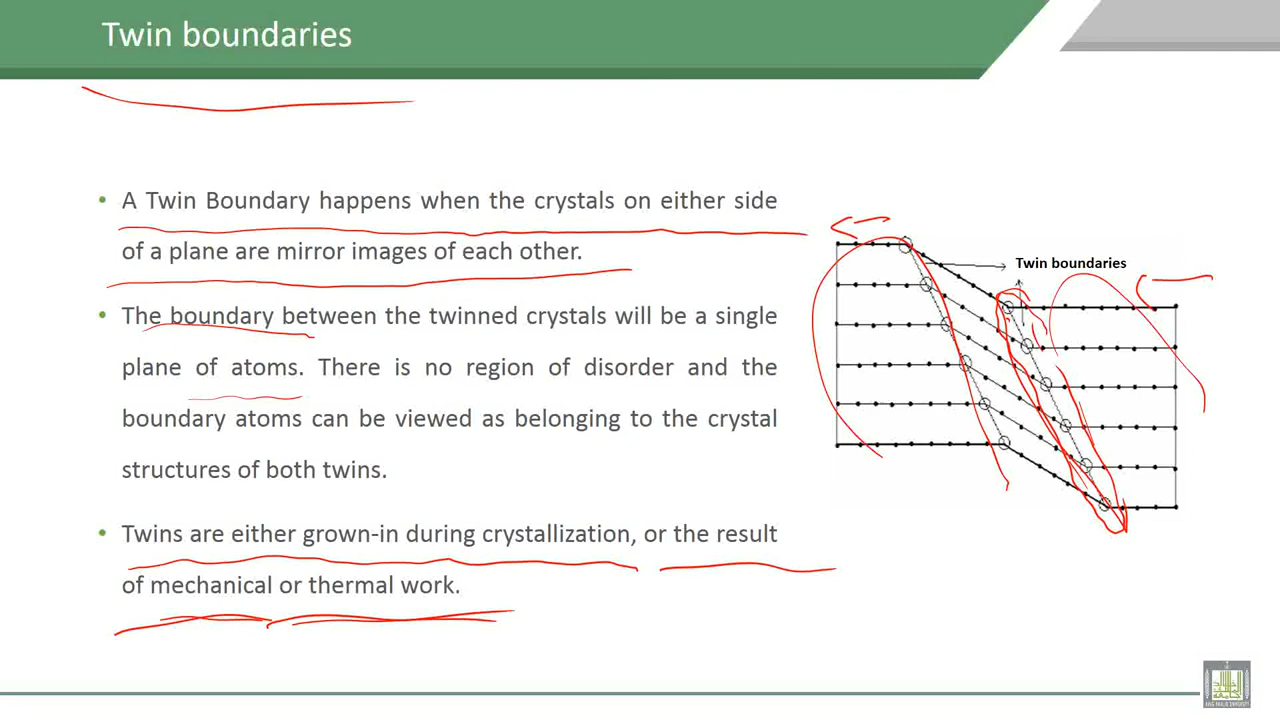 Twin boundaries
• A Twin Boundary happens when the crystals on either side
of a plane are mirror images of each other.
• The boundary between the twinned crystals will be a single
plane of atoms. There is no region of disorder and the
boundary atoms can be viewed as belonging to the crystal
structures of both twins.
• Twins are either grown-in during crystallization, or the result
of mechanical or thermal work.
Twin boundaries